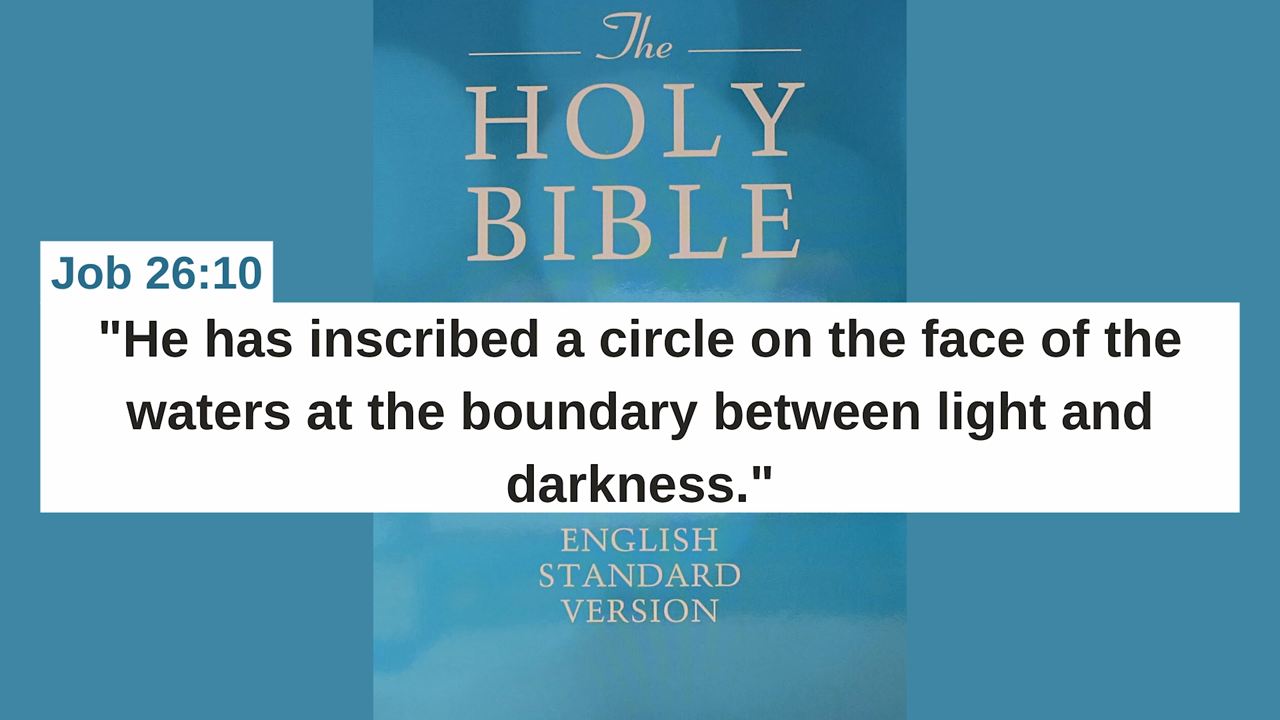 The
HOLY
BIBLE
Job 26:10
"He has inscribed a circle on the face of the
waters at the boundary between light and
darkness."
ENGLISH
STANDARD
VERSION